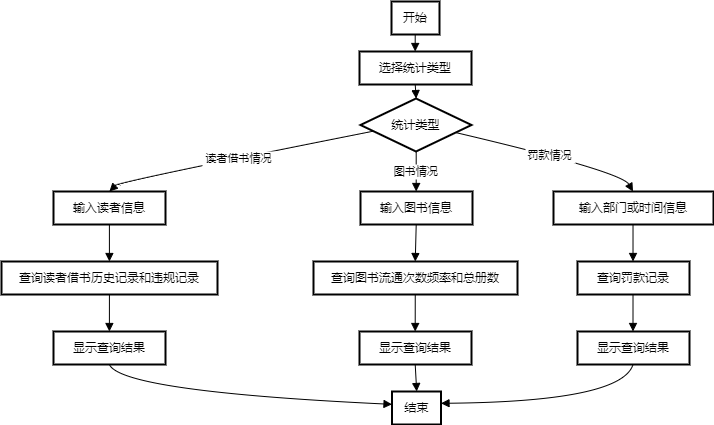 开始
选择统计类型
统计类型
读者借书情况
图书情况
罚款情况
输入读者信息
输入图书信息
输入部门或时间信息
查询读者借书历史记录和违规记录
查询图书流通次数频率和总册数
查询罚款记录
显示查询结果
显示查询结果
显示查询结果
结束